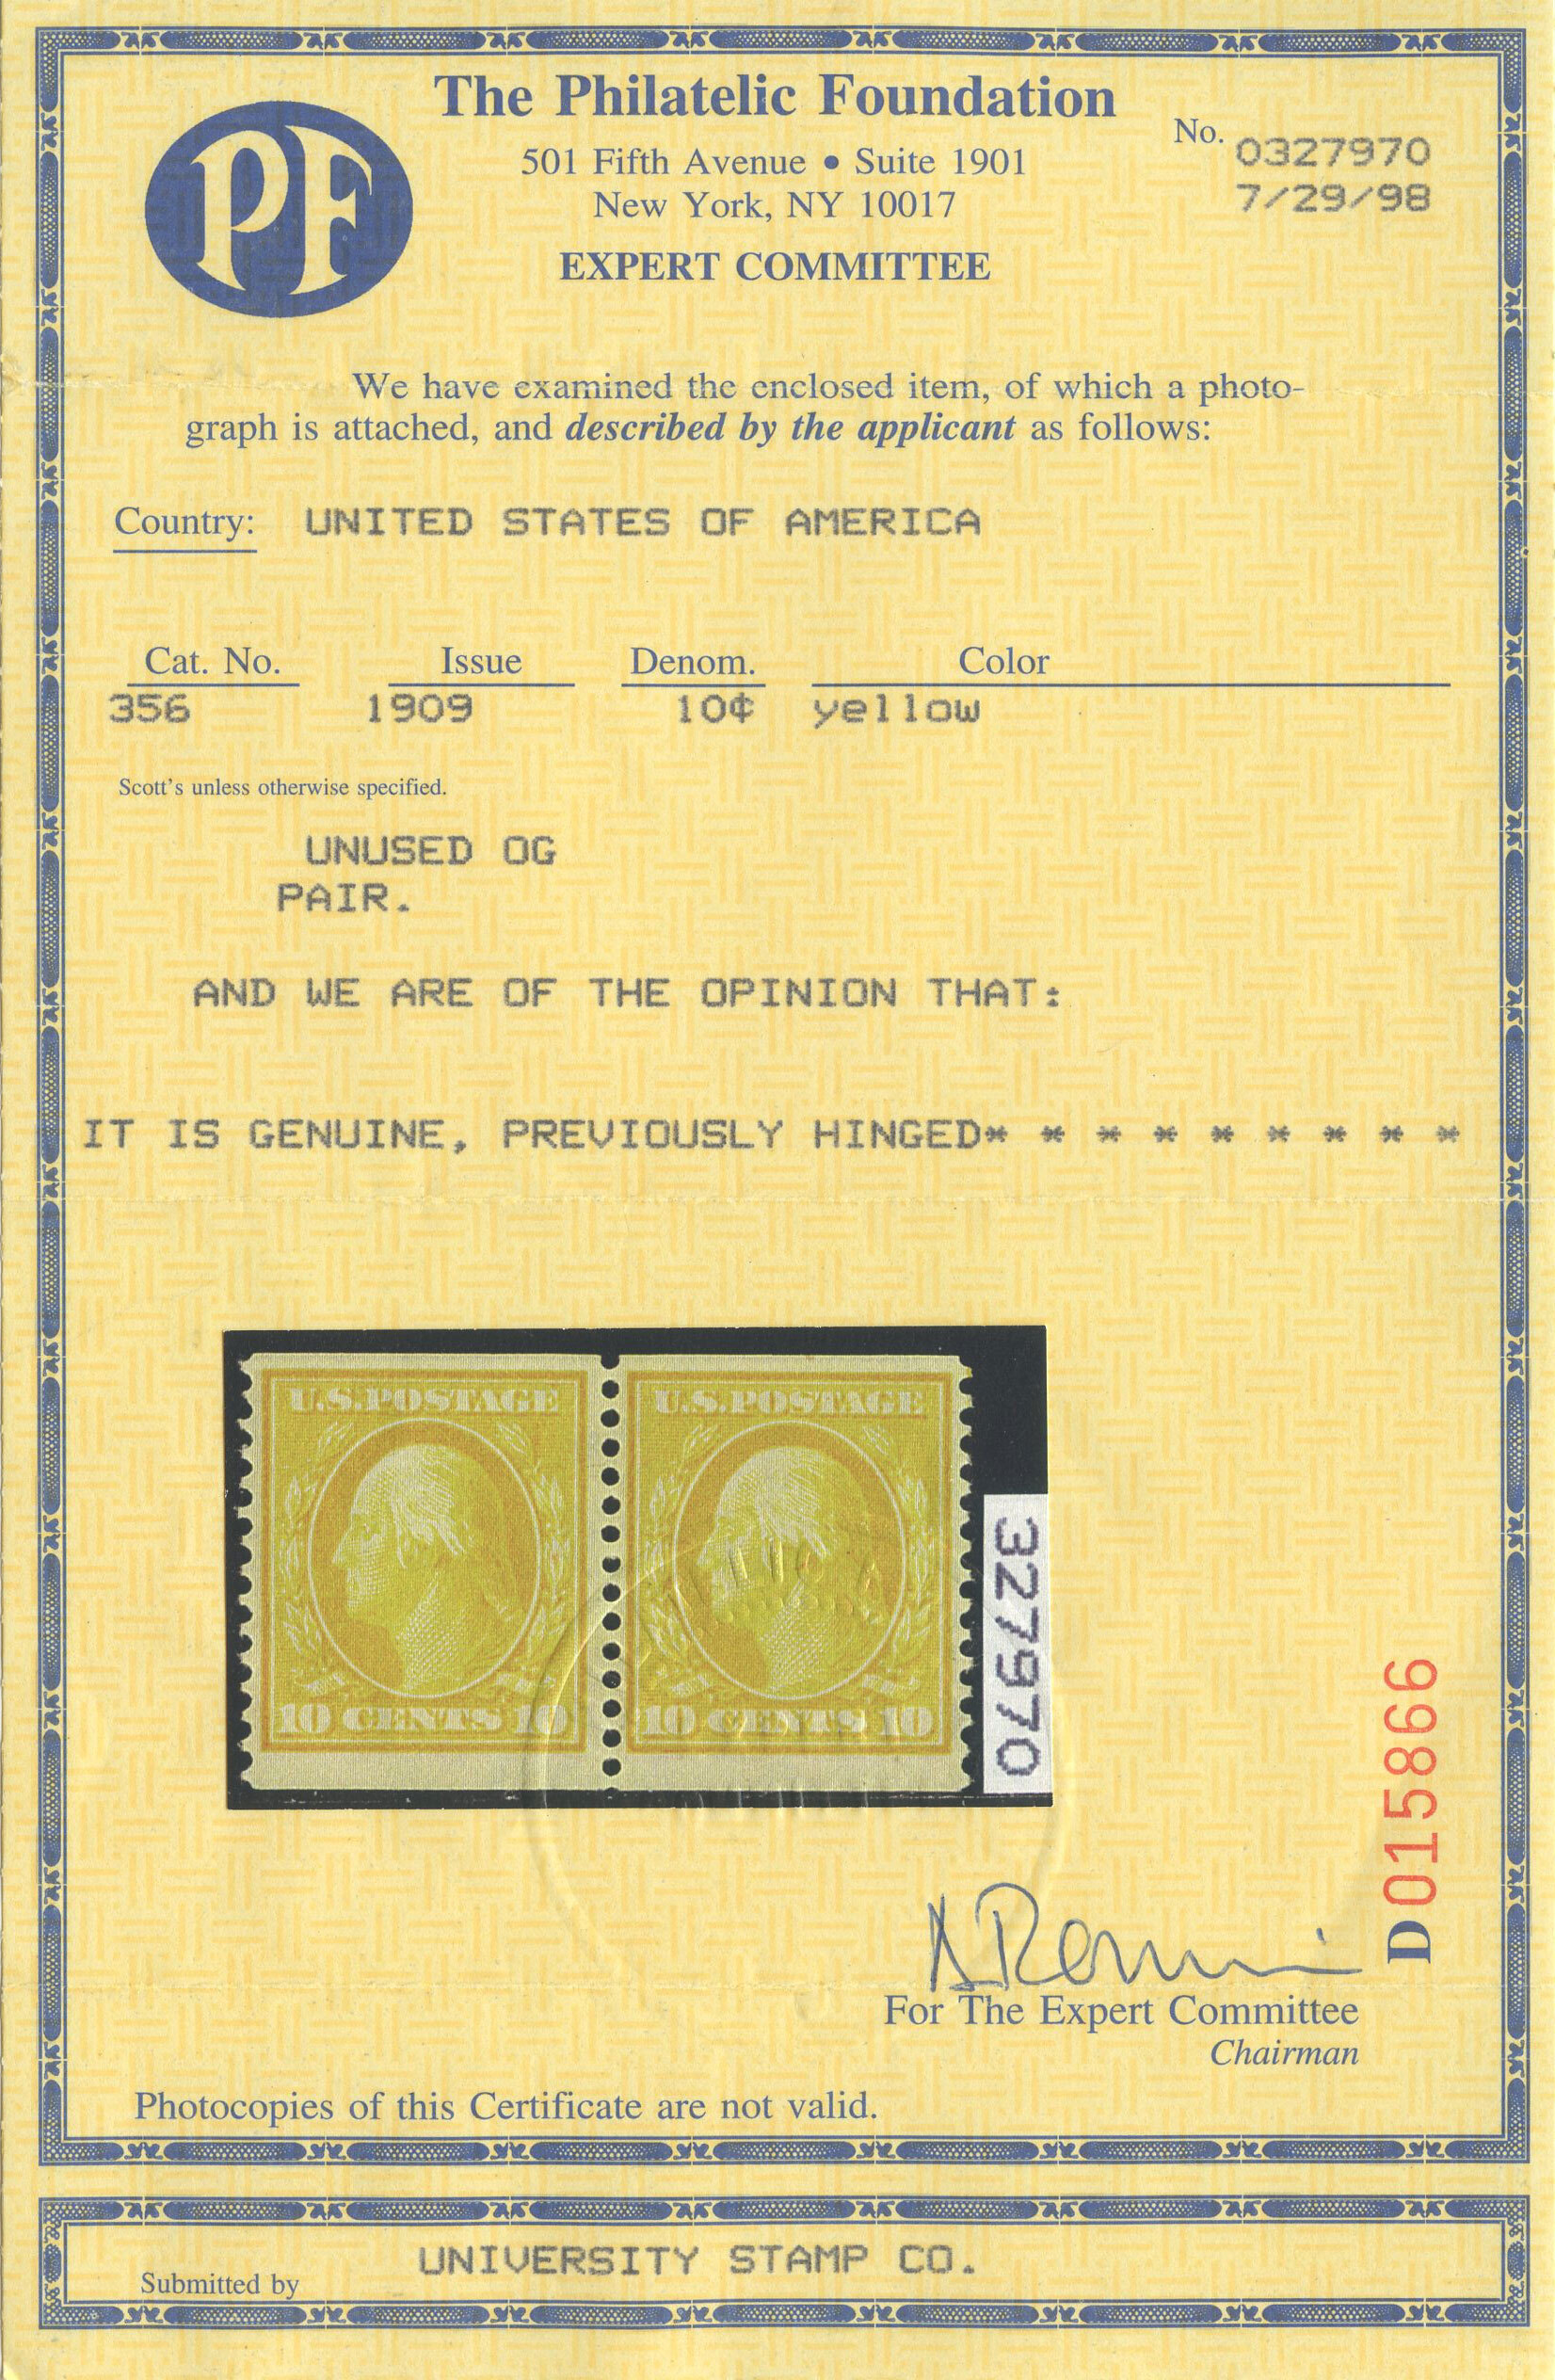 PF
The Philatelic Foundation
501 Fifth Avenue • Suite 1901
New York, NY 10017
EXPERT COMMITTEE
No. 0327970
7/29/98
We have examined the enclosed item, of which a photo-
graph is attached, and described by the applicant as follows:
Country: UNITED STATES OF AMERICA
Cat. No. Issue Denom. Color
356 1909 10¢ yellow
Scott's unless otherwise specified.
UNUSED OG
PAIR.
AND WE ARE OF THE OPINION THAT:
IT IS GENUINE, PREVIOUSLY HINGED* * * * * * * * *
U.S.POSTAGE U.S.POSTAGE
10 CENTS 10 10 CENTS 10
327970
D015866
For The Expert Committee
Chairman
Photocopies of this Certificate are not valid.
Submitted by UNIVERSITY STAMP CO.